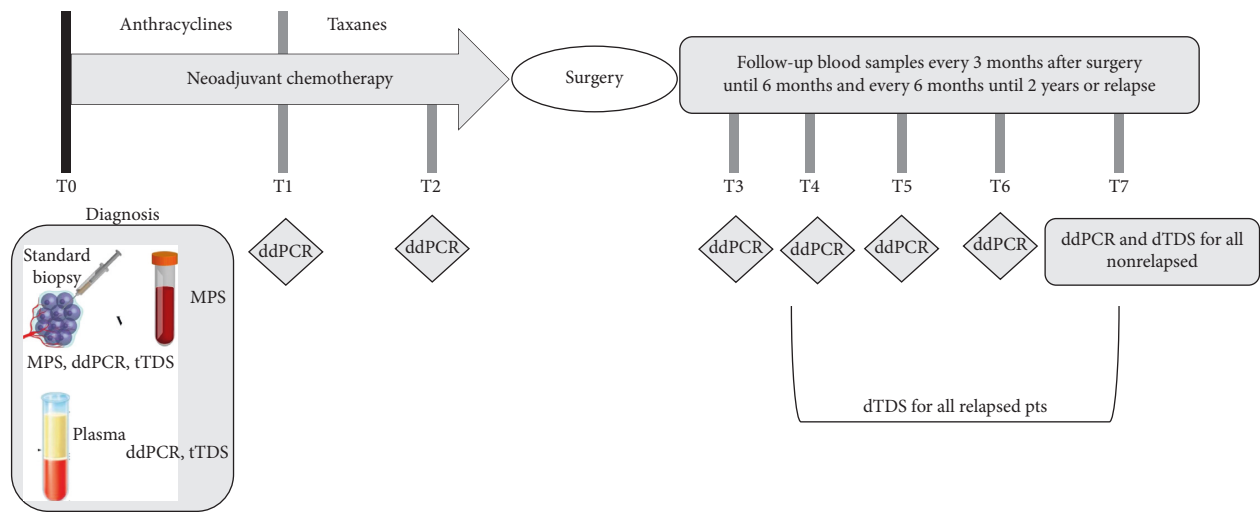 Anthracyclines
Taxanes
Neoadjuvant chemotherapy
Surgery
Follow-up blood samples every 3 months after surgery
until 6 months and every 6 months until 2 years or relapse
T0
T1
T2
T3
T4
T5
T6
T7
Diagnosis
Standard
biopsy
MPS
MPS, ddPCR, tTDS
Plasma
ddPCR, tTDS
ddPCR
ddPCR
ddPCR
ddPCR
ddPCR
ddPCR
ddPCR and dTDS for all
nonrelapsed
dTDS for all relapsed pts